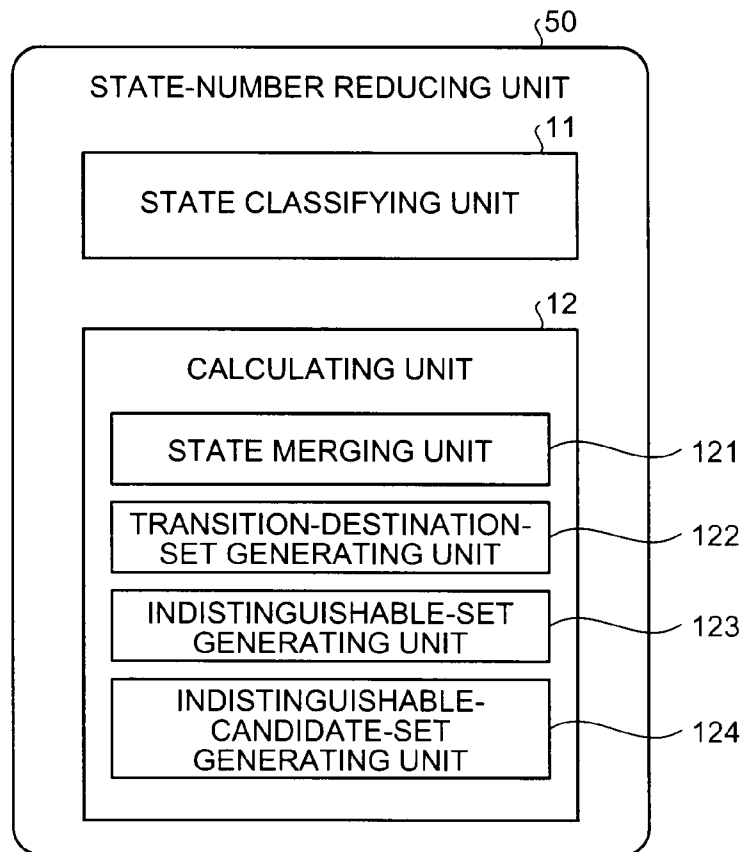 50
STATE-NUMBER REDUCING UNIT
11
STATE CLASSIFYING UNIT
12
CALCULATING UNIT
STATE MERGING UNIT
121
TRANSITION-DESTINATION-
SET GENERATING UNIT
122
INDISTINGUISHABLE-SET
GENERATING UNIT
123
INDISTINGUISHABLE-
CANDIDATE-SET
GENERATING UNIT
124